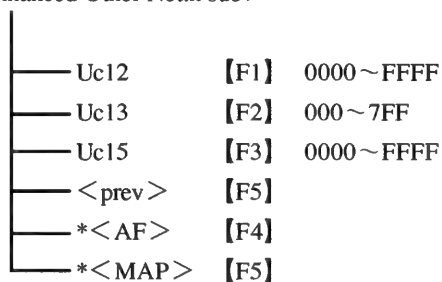 Uc12 【F1】 0000～FFFF
Uc13 【F2】 000～7FF
Uc15 【F3】 0000～FFFF
＜prev＞ 【F5】
*＜AF＞ 【F4】
*＜MAP＞ 【F5】